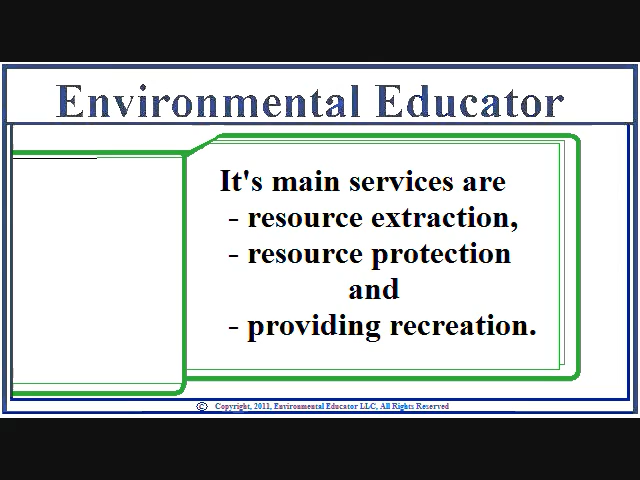 Environmental Educator
It's main services are
- resource extraction,
- resource protection
and
- providing recreation.
© Copyright, 2011, Environmental Educator LLC, All Rights Reserved